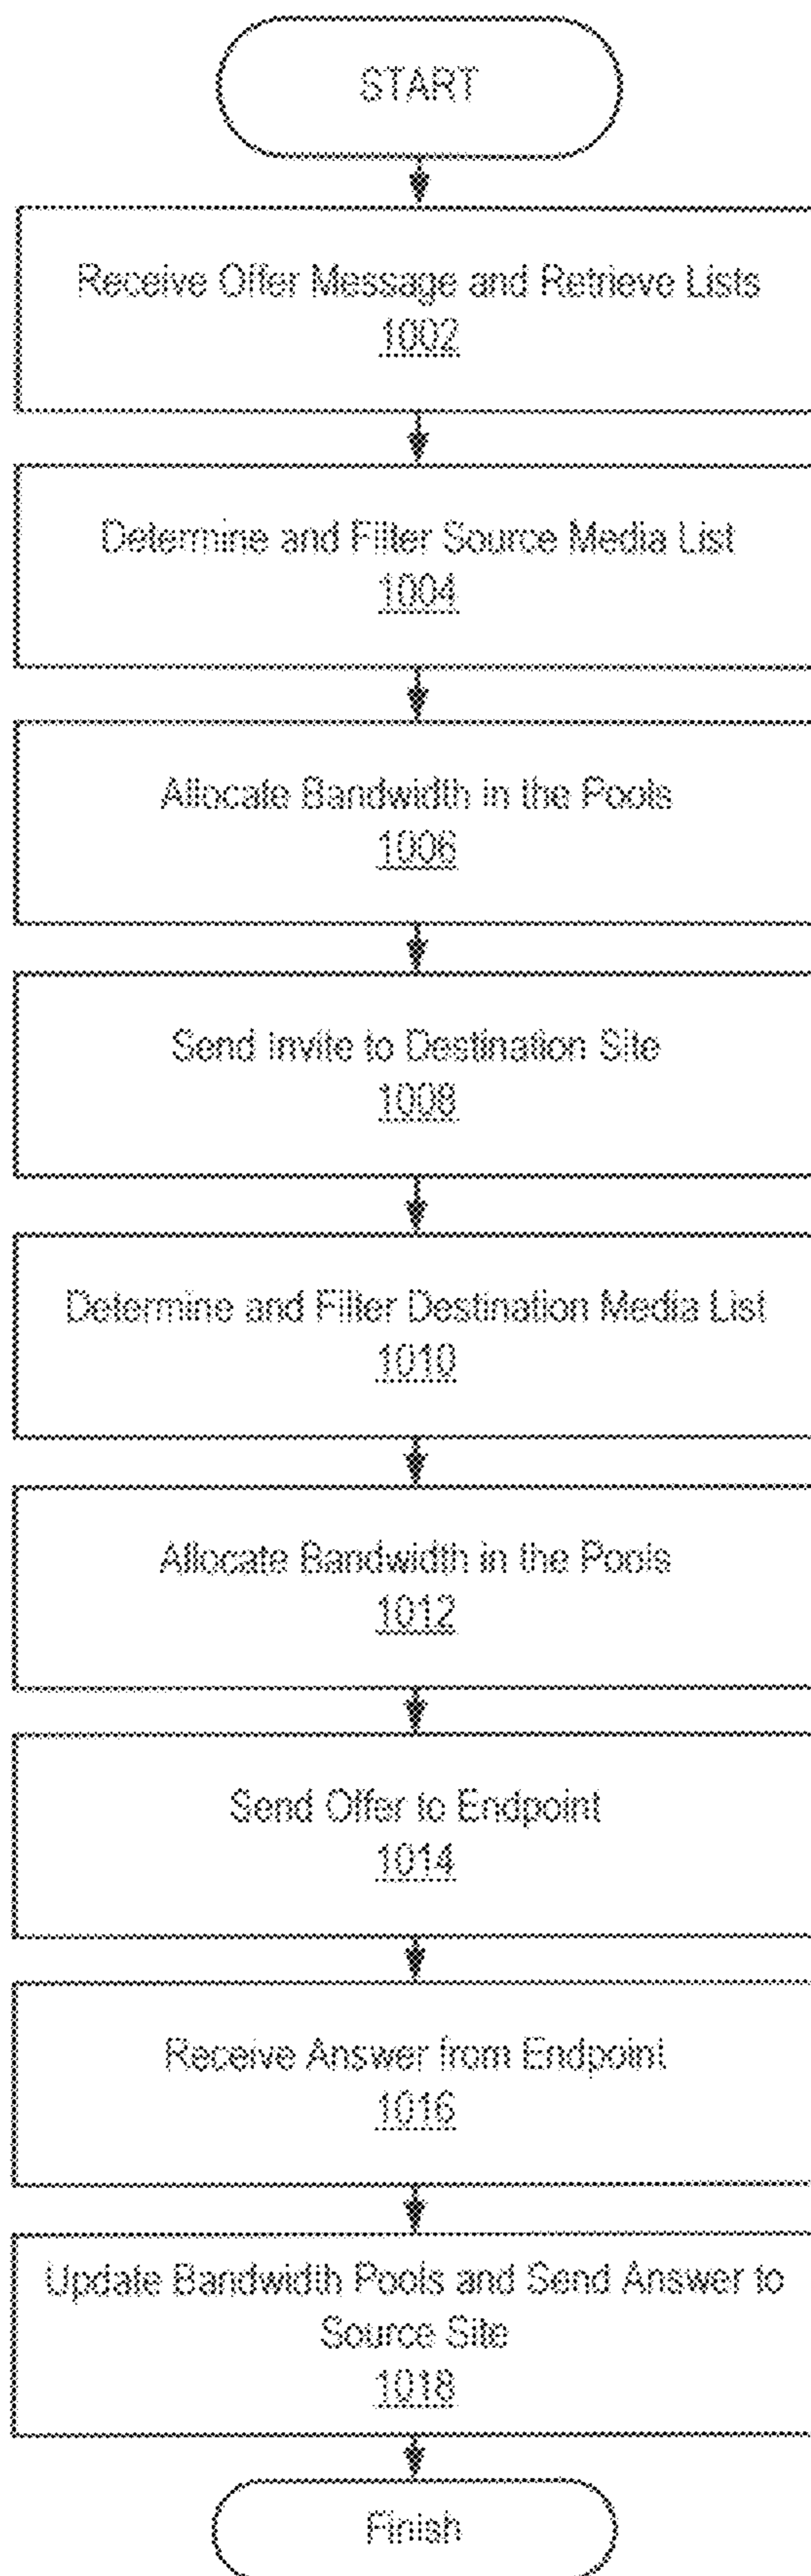 START
Receive Offer Message and Retrieve Lists
1002
Determine and Filter Source Media List
1004
Allocate Bandwidth in the Pools
1006
Send Invite to Destination Site
1008
Determine and Filter Destination Media List
1010
Allocate Bandwidth in the Pools
1012
Send Offer to Endpoint
1014
Receive Answer from Endpoint
1016
Update Bandwidth Pools and Send Answer to
Source Site
1018
Finish